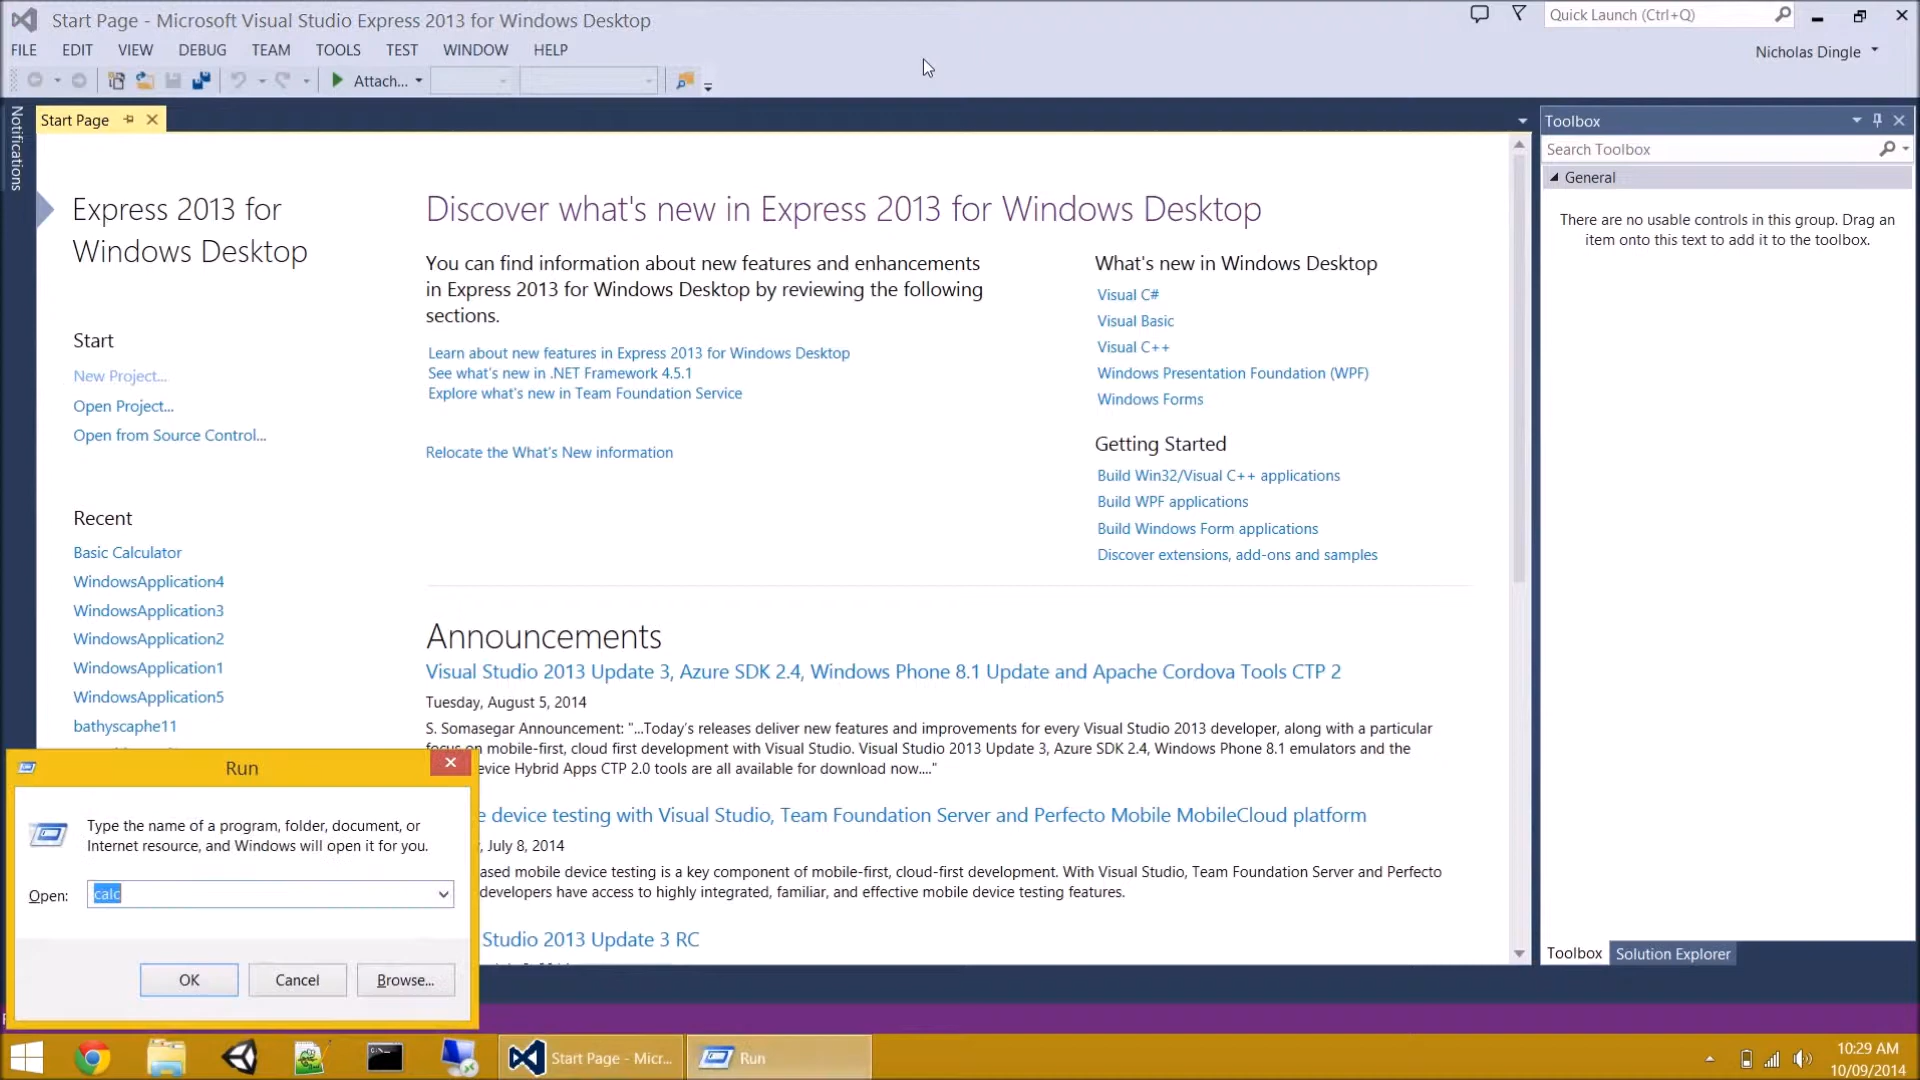 Start Page - Microsoft Visual Studio Express 2013 for Windows Desktop
Quick Launch (Ctrl+Q)
FILE EDIT VIEW DEBUG TEAM TOOLS TEST WINDOW HELP
Nicholas Dingle
Attach...
Notifications
Start Page
Toolbox
Search Toolbox
General
There are no usable controls in this group. Drag an
item onto this text to add it to the toolbox.
Express 2013 for
Windows Desktop
Start
New Project...
Open Project...
Open from Source Control...
Recent
Basic Calculator
WindowsApplication4
WindowsApplication3
WindowsApplication2
WindowsApplication1
WindowsApplication5
bathyscaphe11
Discover what's new in Express 2013 for Windows Desktop
You can find information about new features and enhancements
in Express 2013 for Windows Desktop by reviewing the following
sections.
Learn about new features in Express 2013 for Windows Desktop
See what's new in .NET Framework 4.5.1
Explore what's new in Team Foundation Service
Relocate the What's New information
What's new in Windows Desktop
Visual C#
Visual Basic
Visual C++
Windows Presentation Foundation (WPF)
Windows Forms
Getting Started
Build Win32/Visual C++ applications
Build WPF applications
Build Windows Form applications
Discover extensions, add-ons and samples
Announcements
Visual Studio 2013 Update 3, Azure SDK 2.4, Windows Phone 8.1 Update and Apache Cordova Tools CTP 2
Tuesday, August 5, 2014
S. Somasegar Announcement: "...Today's releases deliver new features and improvements for every Visual Studio 2013 developer, along with a particular
focus on mobile-first, cloud first development with Visual Studio. Visual Studio 2013 Update 3, Azure SDK 2.4, Windows Phone 8.1 emulators and the
evice Hybrid Apps CTP 2.0 tools are all available for download now...."
e device testing with Visual Studio, Team Foundation Server and Perfecto Mobile MobileCloud platform
, July 8, 2014
ased mobile device testing is a key component of mobile-first, cloud-first development. With Visual Studio, Team Foundation Server and Perfecto
developers have access to highly integrated, familiar, and effective mobile device testing features.
Studio 2013 Update 3 RC
Toolbox Solution Explorer
Run
Type the name of a program, folder, document, or
Internet resource, and Windows will open it for you.
Open: calc
OK Cancel Browse...
Start Page - Micr...
Run
10:29 AM
10/09/2014